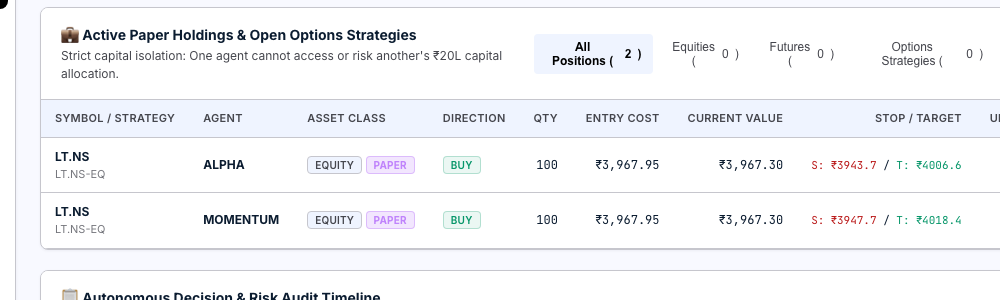 💼 Active Paper Holdings & Open Options Strategies
Strict capital isolation: One agent cannot access or risk another's ₹20L capital
allocation.
All Positions ( 2 )
Equities ( 0 )
Futures ( 0 )
Options Strategies ( 0 )
SYMBOL / STRATEGY AGENT ASSET CLASS DIRECTION QTY ENTRY COST CURRENT VALUE STOP / TARGET
LT.NS ALPHA EQUITY PAPER BUY 100 ₹3,967.95 ₹3,967.30 S: ₹3943.7 / T: ₹4006.6
LT.NS-EQ
LT.NS MOMENTUM EQUITY PAPER BUY 100 ₹3,967.95 ₹3,967.30 S: ₹3947.7 / T: ₹4018.4
LT.NS-EQ
📋 Autonomous Decision & Risk Audit Timeline